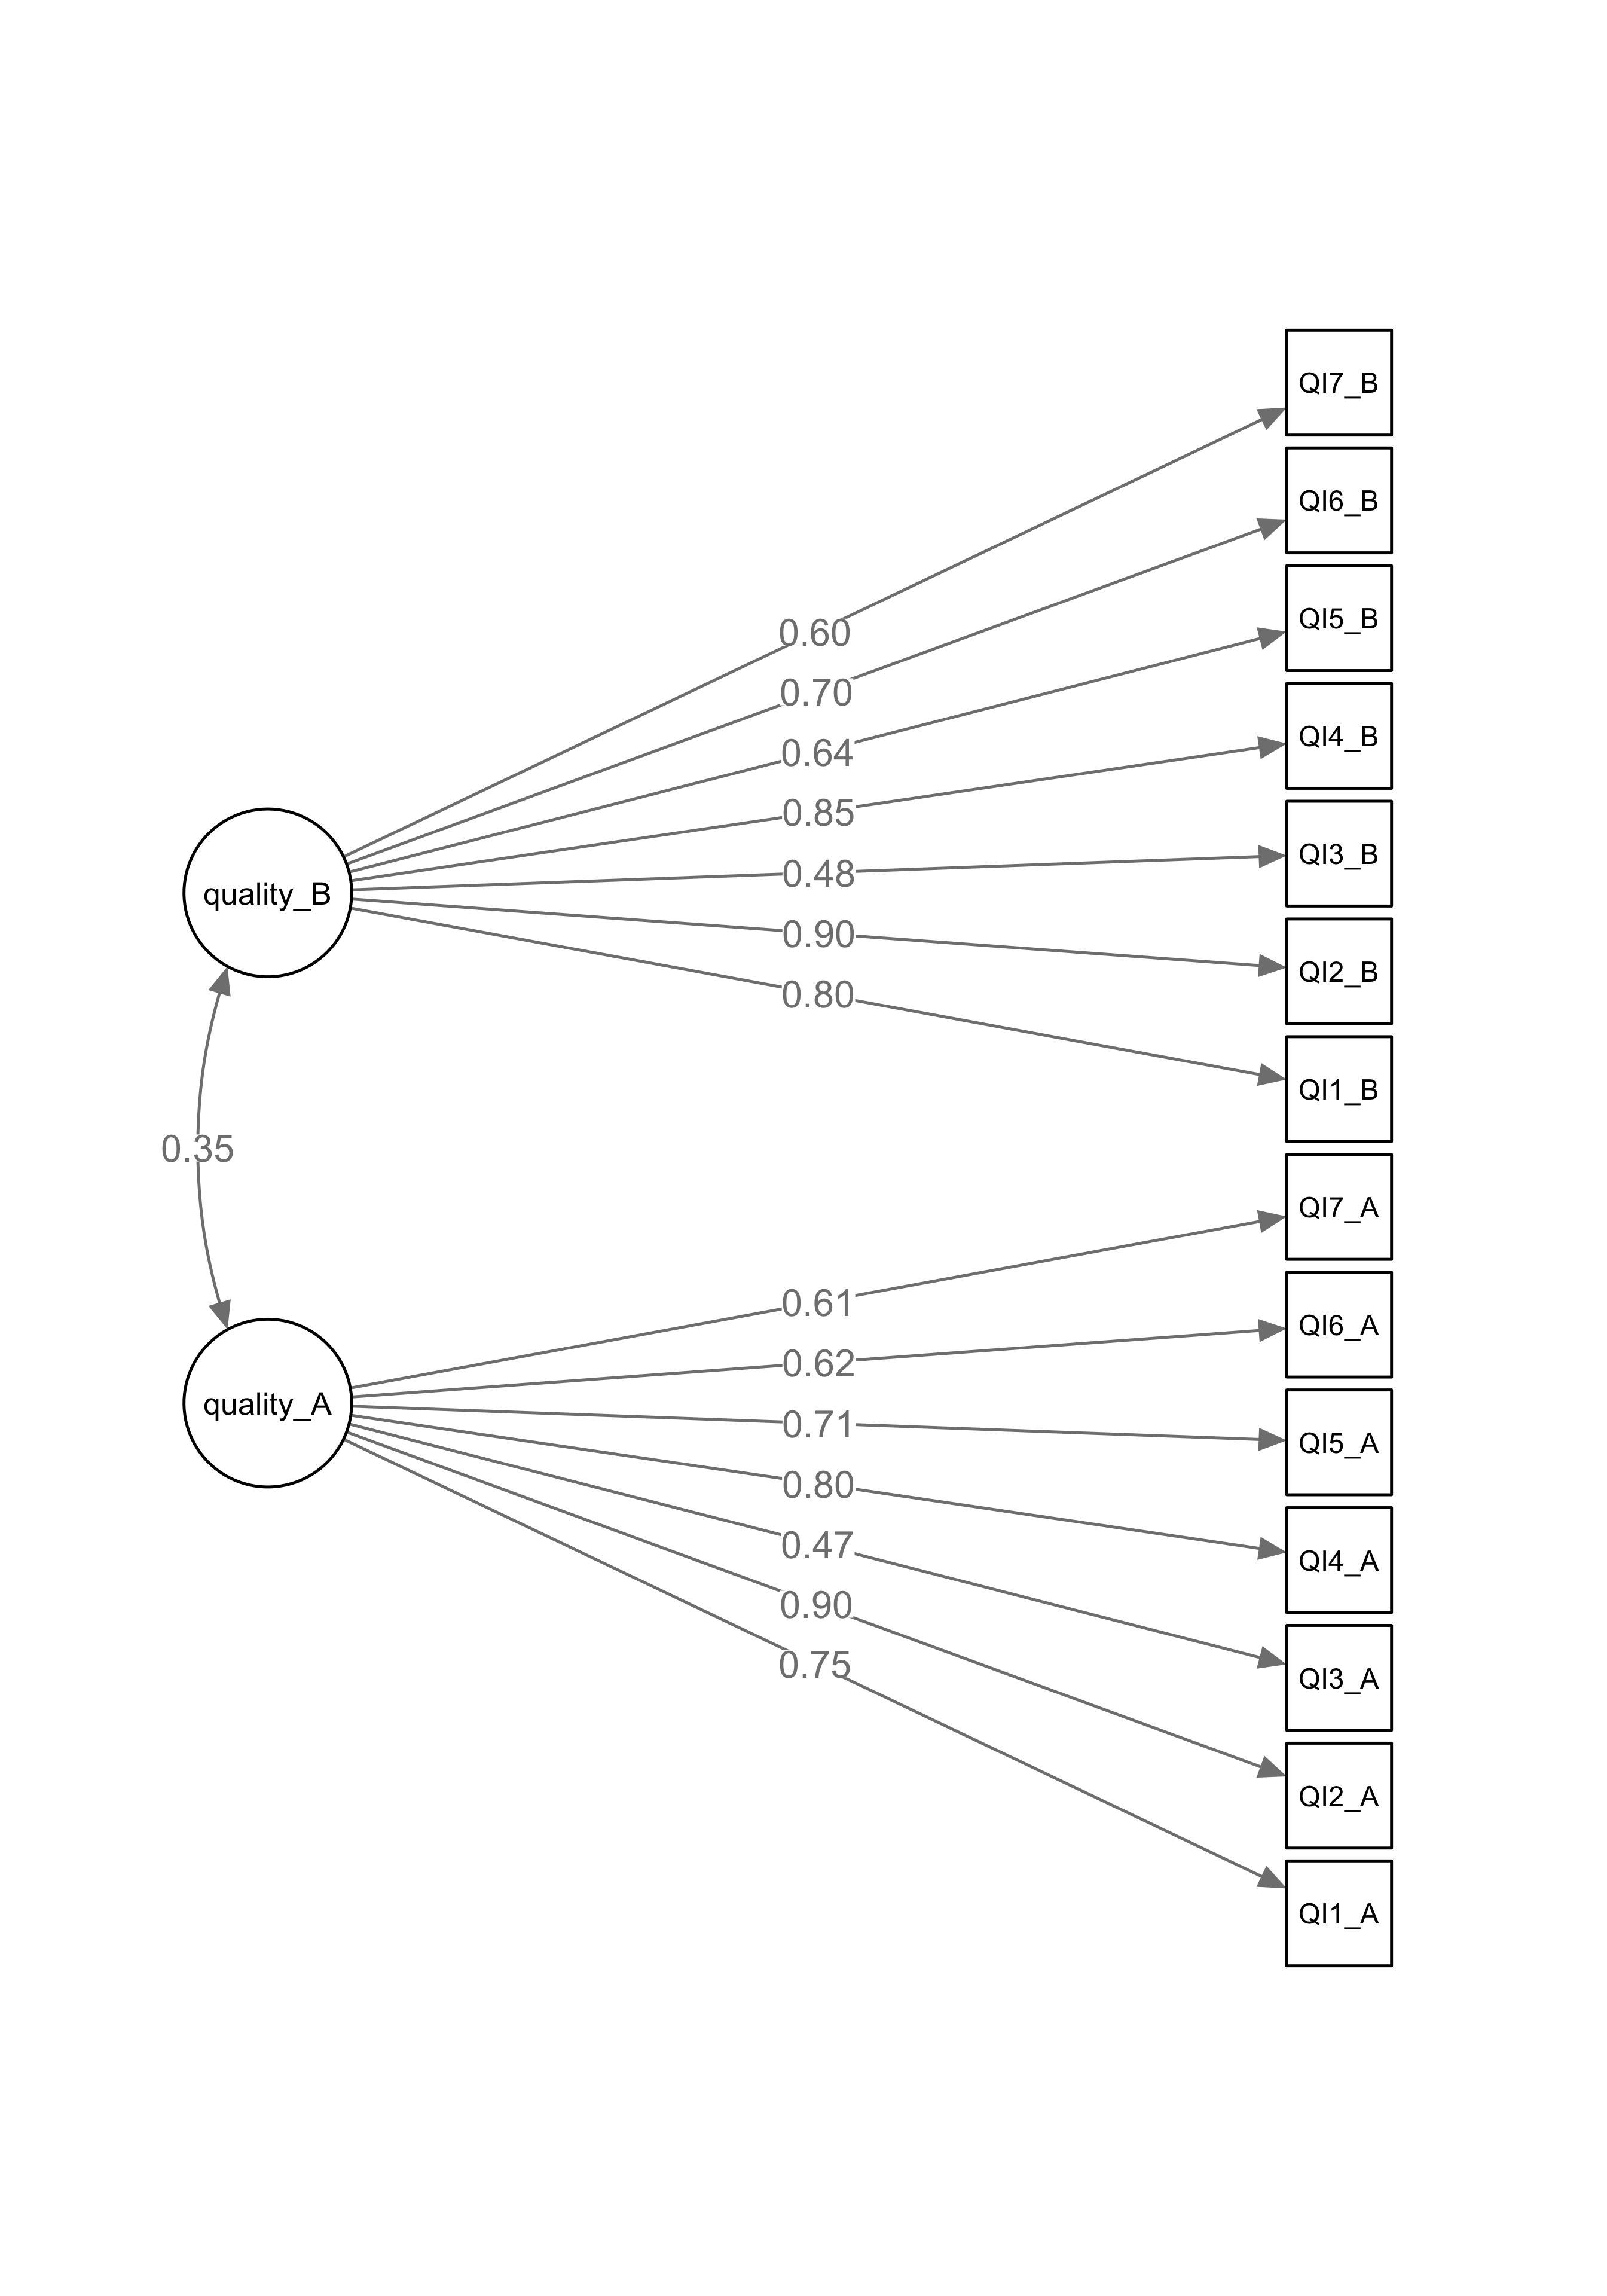 QI7_B
QI6_B
QI5_B
0.60
0.70
QI4_B
0.64
0.85
QI3_B
0.48
quality_B
0.90
QI2_B
0.80
QI1_B
0.35
QI7_A
0.61
QI6_A
0.62
quality_A
0.71
QI5_A
0.80
0.47
QI4_A
0.90
0.75
QI3_A
QI2_A
QI1_A